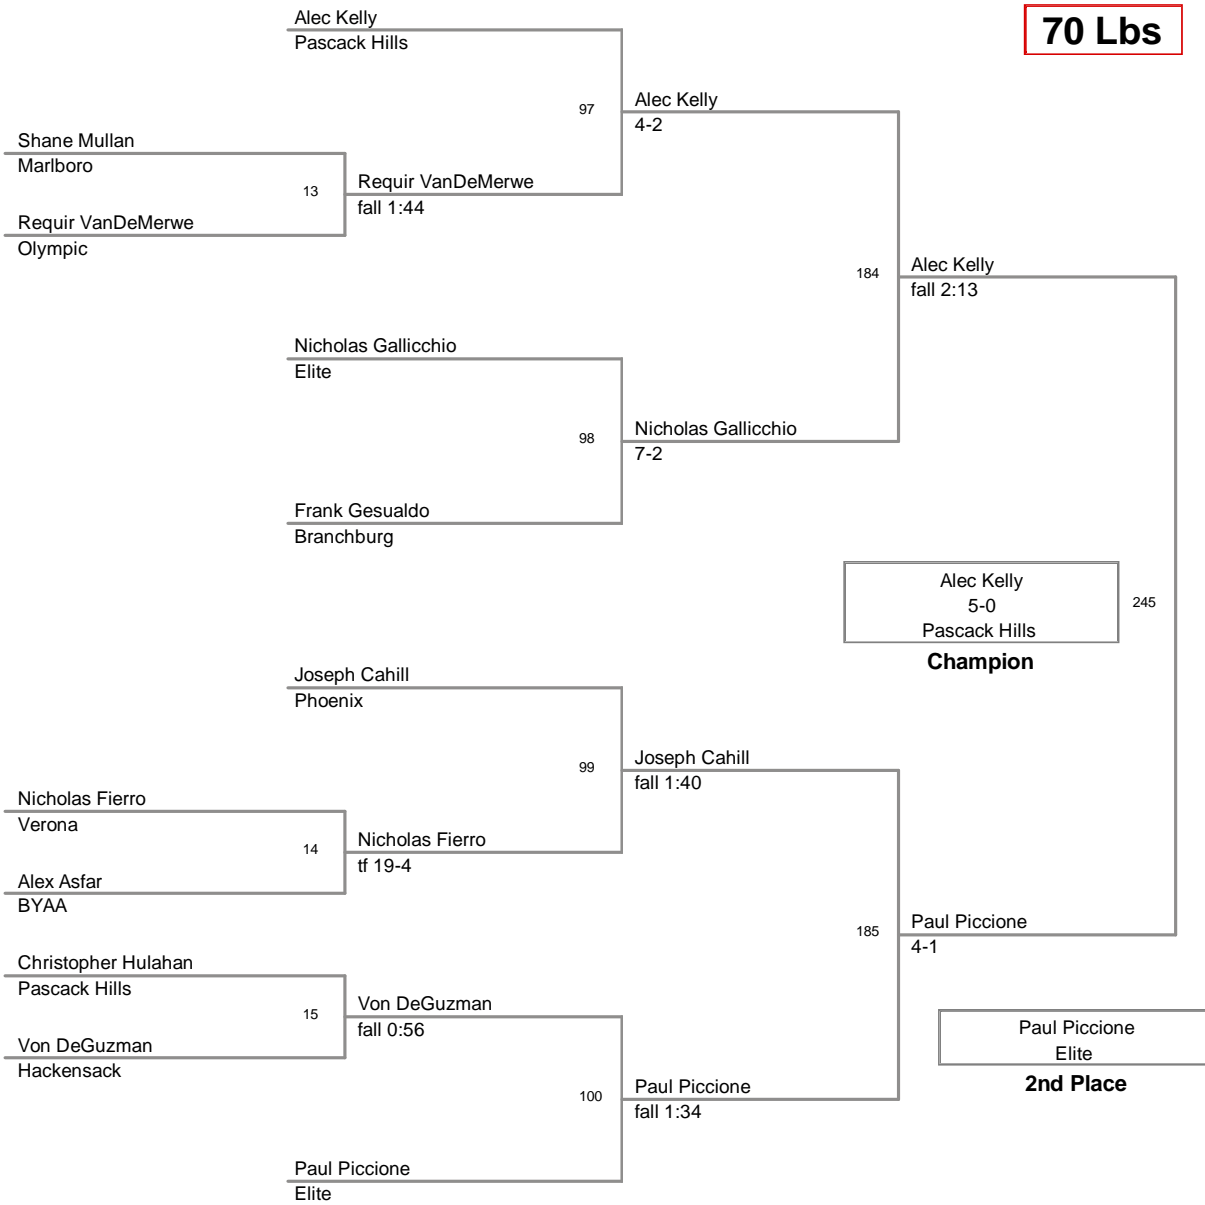 70 Lbs
Alec Kelly
Pascack Hills
97
Alec Kelly
4-2
Shane Mullan
Marlboro
13
Requir VanDeMerwe
fall 1:44
Requir VanDeMerwe
Olympic
184
Alec Kelly
fall 2:13
Nicholas Gallicchio
Elite
98
Nicholas Gallicchio
7-2
Frank Gesualdo
Branchburg
Alec Kelly
5-0
Pascack Hills
Champion
245
Joseph Cahill
Phoenix
99
Joseph Cahill
fall 1:40
Nicholas Fierro
Verona
14
Nicholas Fierro
tf 19-4
Alex Asfar
BYAA
185
Paul Piccione
4-1
Christopher Hulahan
Pascack Hills
15
Von DeGuzman
fall 0:56
Von DeGuzman
Hackensack
Paul Piccione
Elite
2nd Place
100
Paul Piccione
fall 1:34
Paul Piccione
Elite